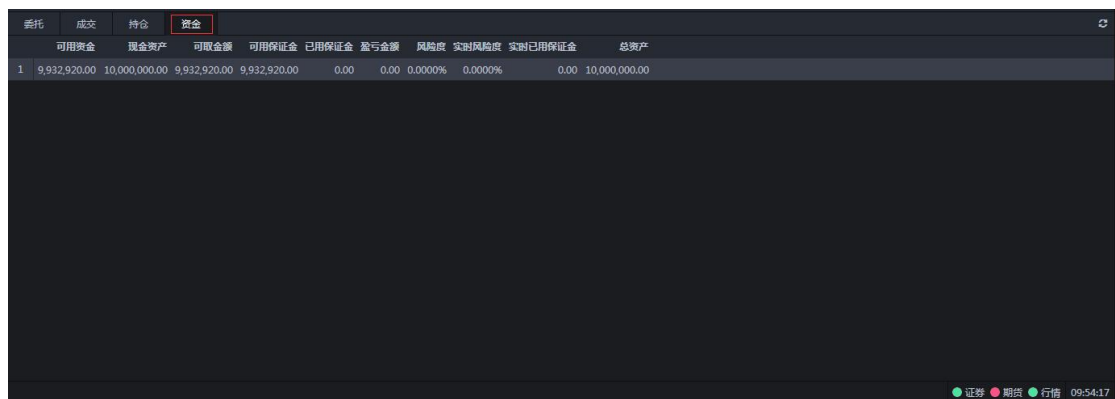 委托 成交 持仓 资金
可用资金 现金资产 可取金额 可用保证金 已用保证金 盈亏金额 风险度 实时风险度 实时已用保证金 总资产
1 9,932,920.00 10,000,000.00 9,932,920.00 9,932,920.00 0.00 0.00 0.0000% 0.0000% 0.00 10,000,000.00
证券 期货 行情 09:54:17